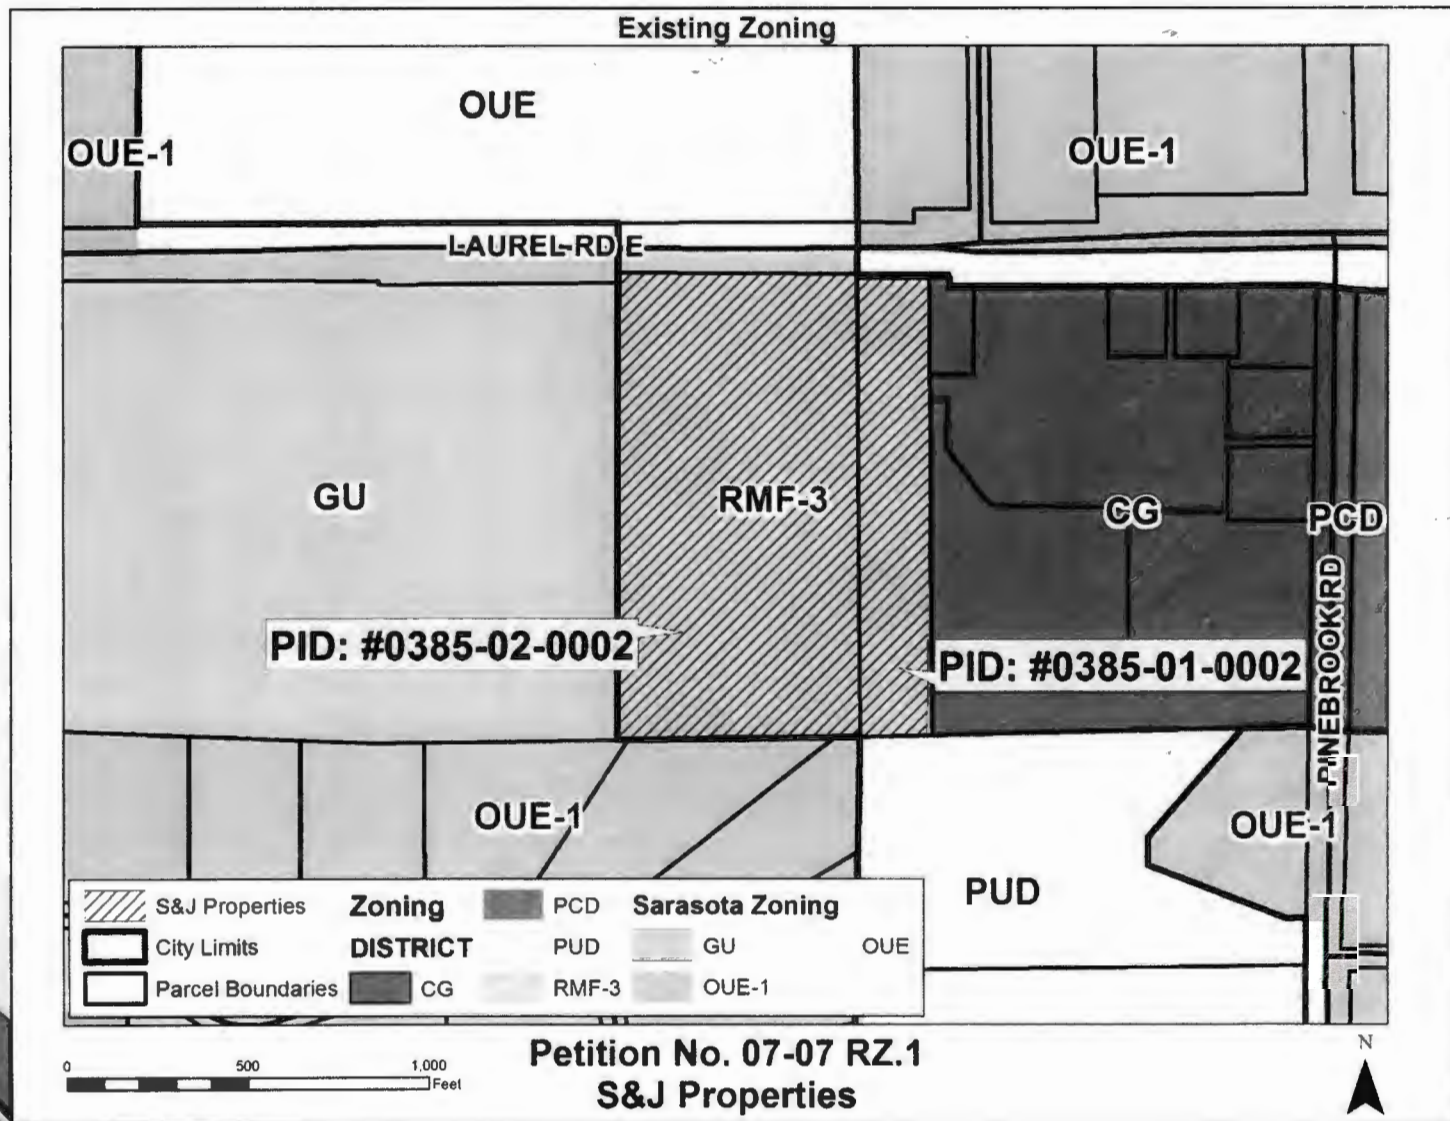 Existing Zoning
OUE
OUE-1
OUE-1
LAUREL RD E
GU
RMF-3
CG
PCD
PID: #0385-02-0002
PID: #0385-01-0002
PINEBROOK RD
OUE-1
OUE-1
PUD
S&J Properties
Zoning
PCD
Sarasota Zoning
City Limits
DISTRICT
PUD
GU
OUE
Parcel Boundaries
CG
RMF-3
OUE-1
0 500 1,000
Feet
Petition No. 07-07 RZ.1
S&J Properties
N